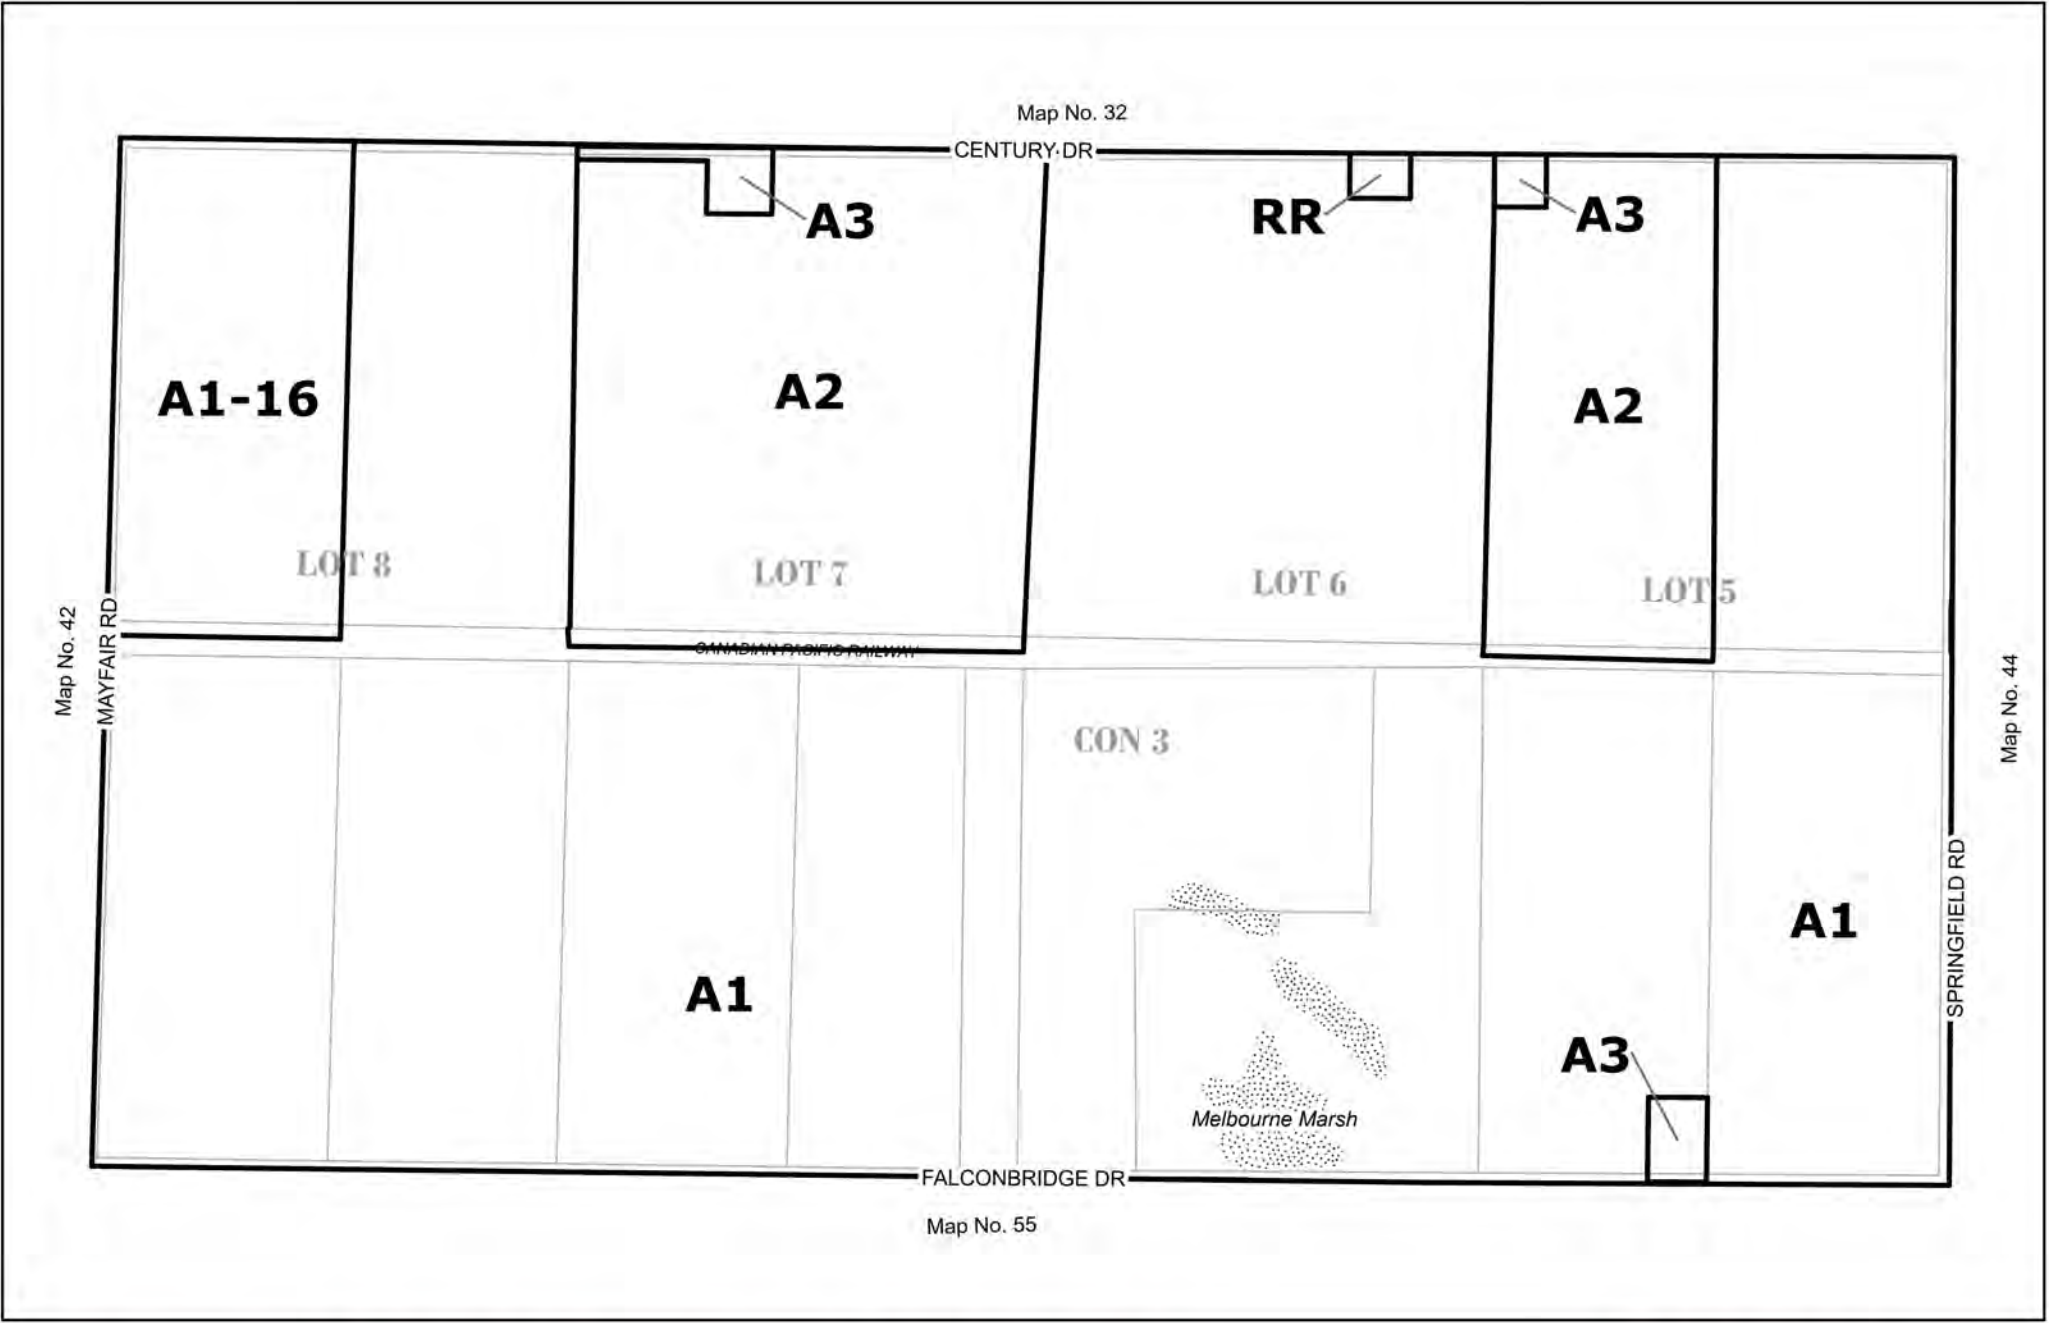 Map No. 32
CENTURY DR
A3
RR
A3
A1-16
A2
A2
LOT 8
LOT 7
LOT 6
LOT 5
Map No. 42
MAYFAIR RD
CANADIAN PACIFIC RAILWAY
Map No. 44
CON 3
SPRINGFIELD RD
A1
A1
A3
Melbourne Marsh
FALCONBRIDGE DR
Map No. 55